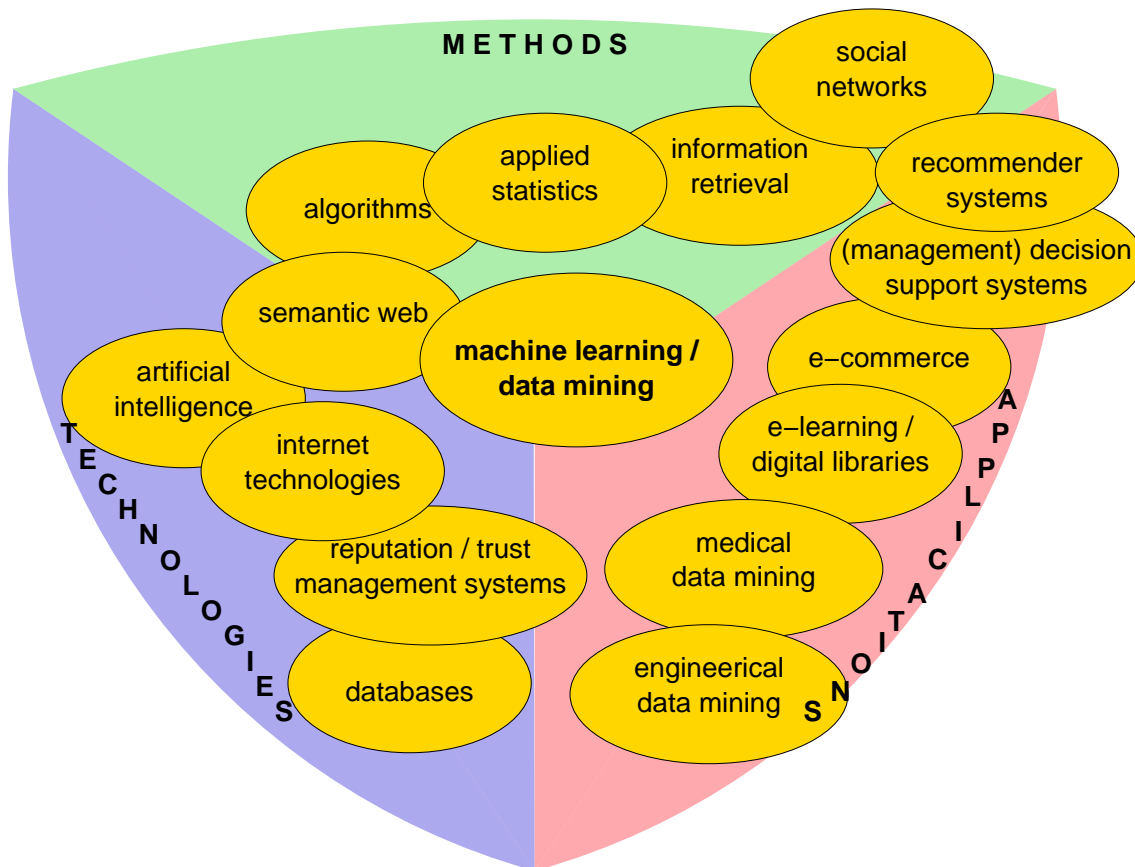 METHODS
social
networks
applied
statistics
information
retrieval
recommender
systems
algorithms
(management) decision
support systems
semantic web
machine learning /
data mining
e−commerce
artificial
intelligence
internet
technologies
e−learning /
digital libraries
TECHNOLOGIES
APPLICATIONS
reputation / trust
management systems
medical
data mining
databases
engineerical
data mining